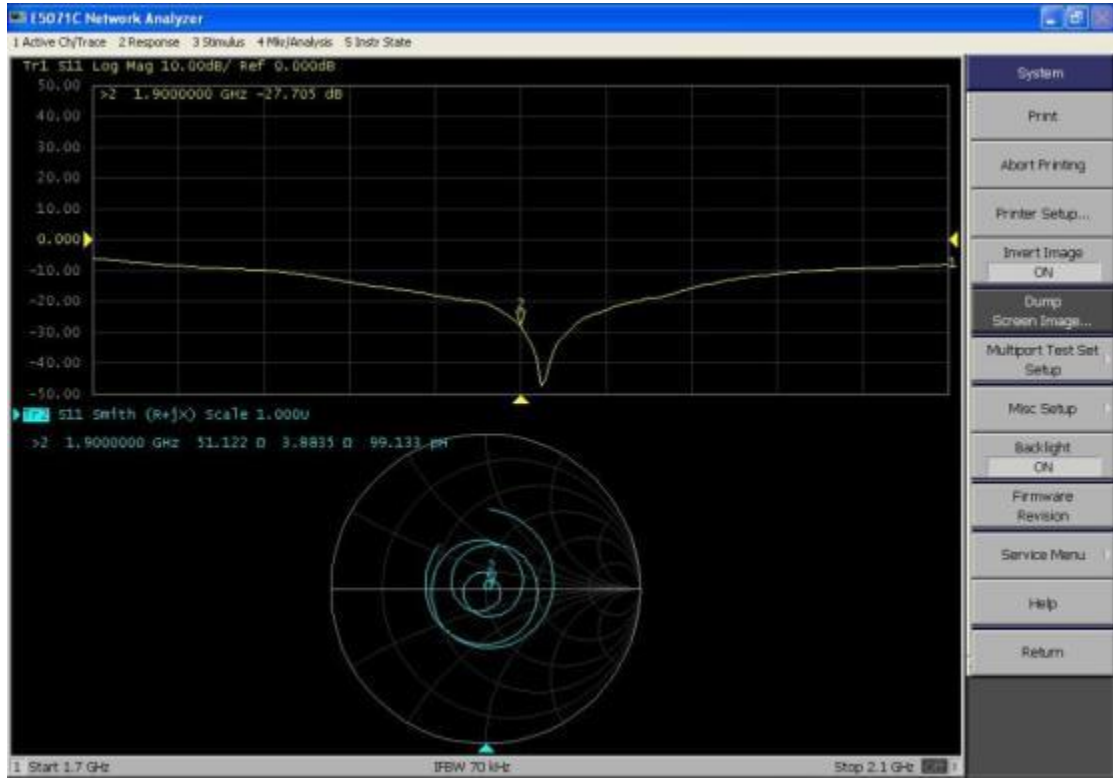 E5071C Network Analyzer
1 Active Ch/Trace 2 Response 3 Stimulus 4 Mkr/Analysis 5 Instr State
Tr1 S11 Log Mag 10.00dB/ Ref 0.000dB
50.00
>2 1.9000000 GHz -27.705 dB
40.00
30.00
20.00
10.00
0.000
-10.00
-20.00
-30.00
-40.00
-50.00
2
1
Tr2 S11 Smith (R+jX) Scale 1.000U
>2 1.9000000 GHz 51.122 Ω 3.8835 Ω 99.133 pH
2
1 Start 1.7 GHz
IFBW 70 kHz
Stop 2.1 GHz
System
Print
Abort Printing
Printer Setup...
Invert Image
ON
Dump
Screen Image...
Multiport Test Set
Setup
Misc Setup
Backlight
ON
Firmware
Revision
Service Menu
Help
Return